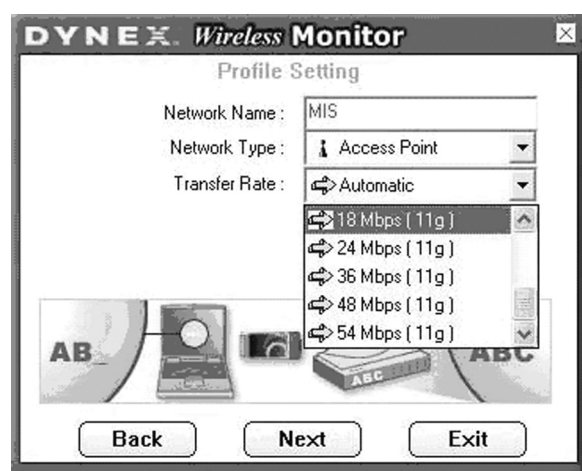 DYNEX Wireless Monitor
Profile Setting
Network Name : MIS
Network Type : Access Point
Transfer Rate : Automatic
18 Mbps ( 11g )
24 Mbps ( 11g )
36 Mbps ( 11g )
48 Mbps ( 11g )
54 Mbps ( 11g )
AB_
ABC
ABC
Back Next Exit